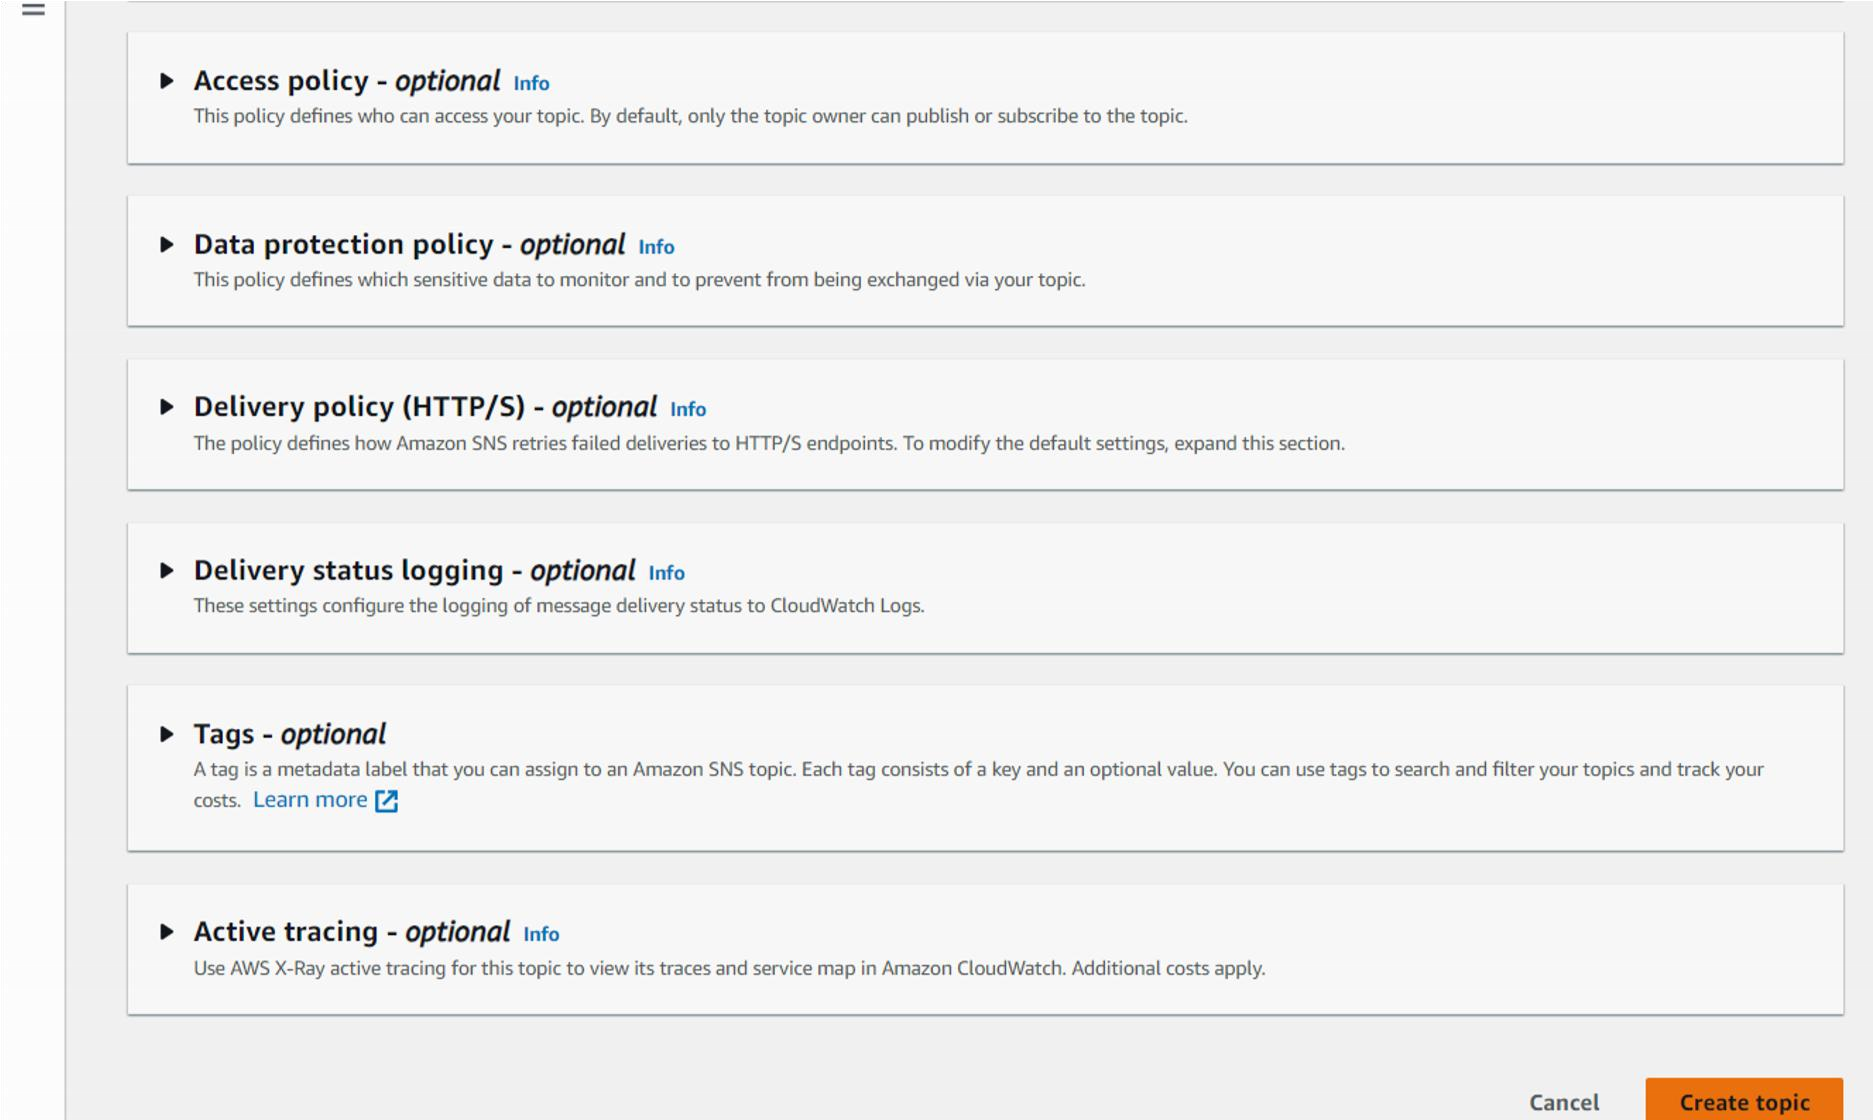 Access policy - optional Info
This policy defines who can access your topic. By default, only the topic owner can publish or subscribe to the topic.
Data protection policy - optional Info
This policy defines which sensitive data to monitor and to prevent from being exchanged via your topic.
Delivery policy (HTTP/S) - optional Info
The policy defines how Amazon SNS retries failed deliveries to HTTP/S endpoints. To modify the default settings, expand this section.
Delivery status logging - optional Info
These settings configure the logging of message delivery status to CloudWatch Logs.
Tags - optional
A tag is a metadata label that you can assign to an Amazon SNS topic. Each tag consists of a key and an optional value. You can use tags to search and filter your topics and track your
costs. Learn more
Active tracing - optional Info
Use AWS X-Ray active tracing for this topic to view its traces and service map in Amazon CloudWatch. Additional costs apply.
Cancel Create topic